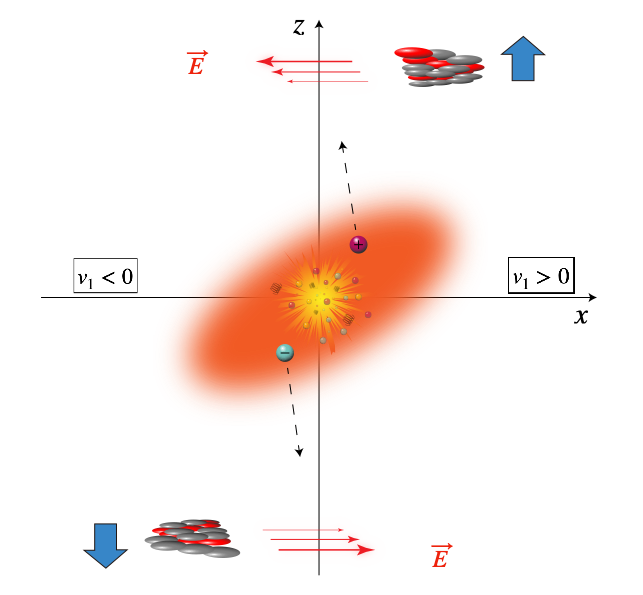 z
E⃗
+
v₁ < 0
v₁ > 0
x
−
E⃗